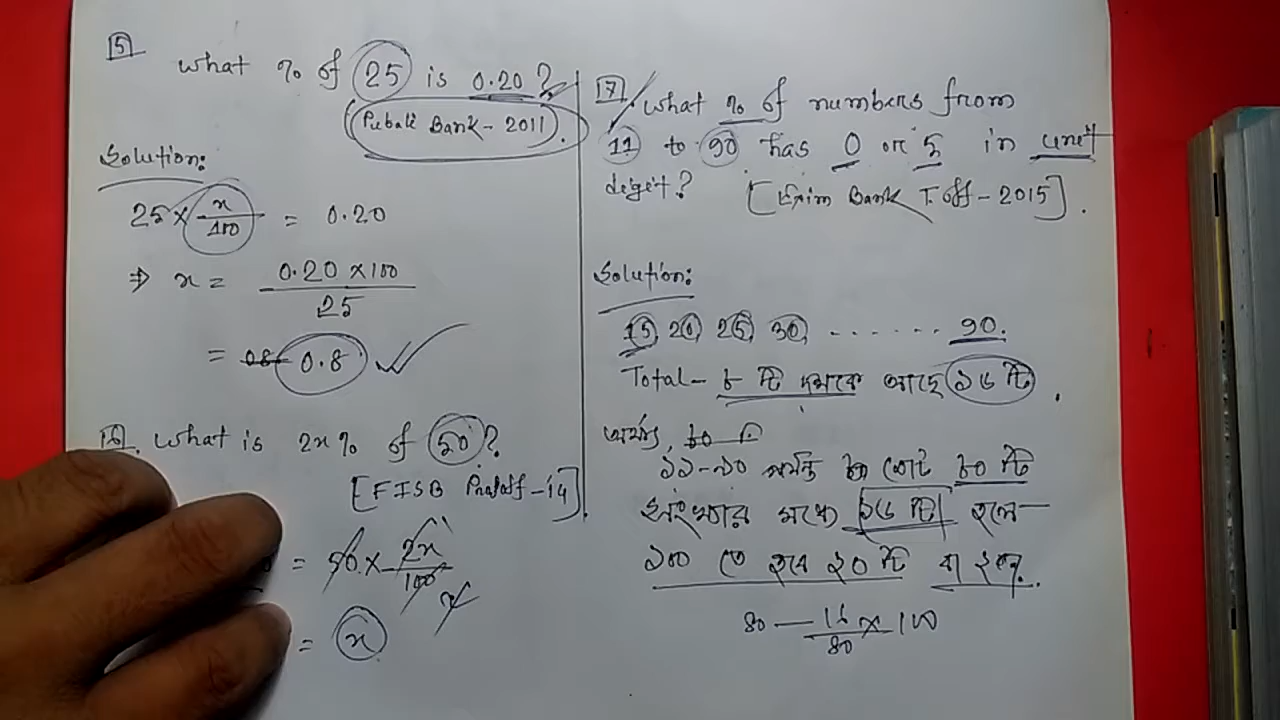 5
what % of 25 is 0.20 ?
(Pubali Bank - 2011).
Solution:
25 × x/100 = 0.20
⇒ x = 0.20 × 100 / 25
= 0.8 ✓
16. What is 2x% of 50?
[FISB - 14]
= 50 × 2x/100
= x
17. What % of numbers from
11 to 90 has 0 or 5 in unit
digit? [Exim Bank T. off - 2015].
Solution:
15 20 25 30 ....... 90.
Total - ৮ টি দশকে আছে ১৬ টি.
অর্থাৎ,
১১-৯০ পর্যন্ত মোট ৮০ টি
সংখ্যার মধ্যে ১৬ টি হলে—
১০০ তে হবে ২০ টি বা ২০%.
80 — 16/80 × 100